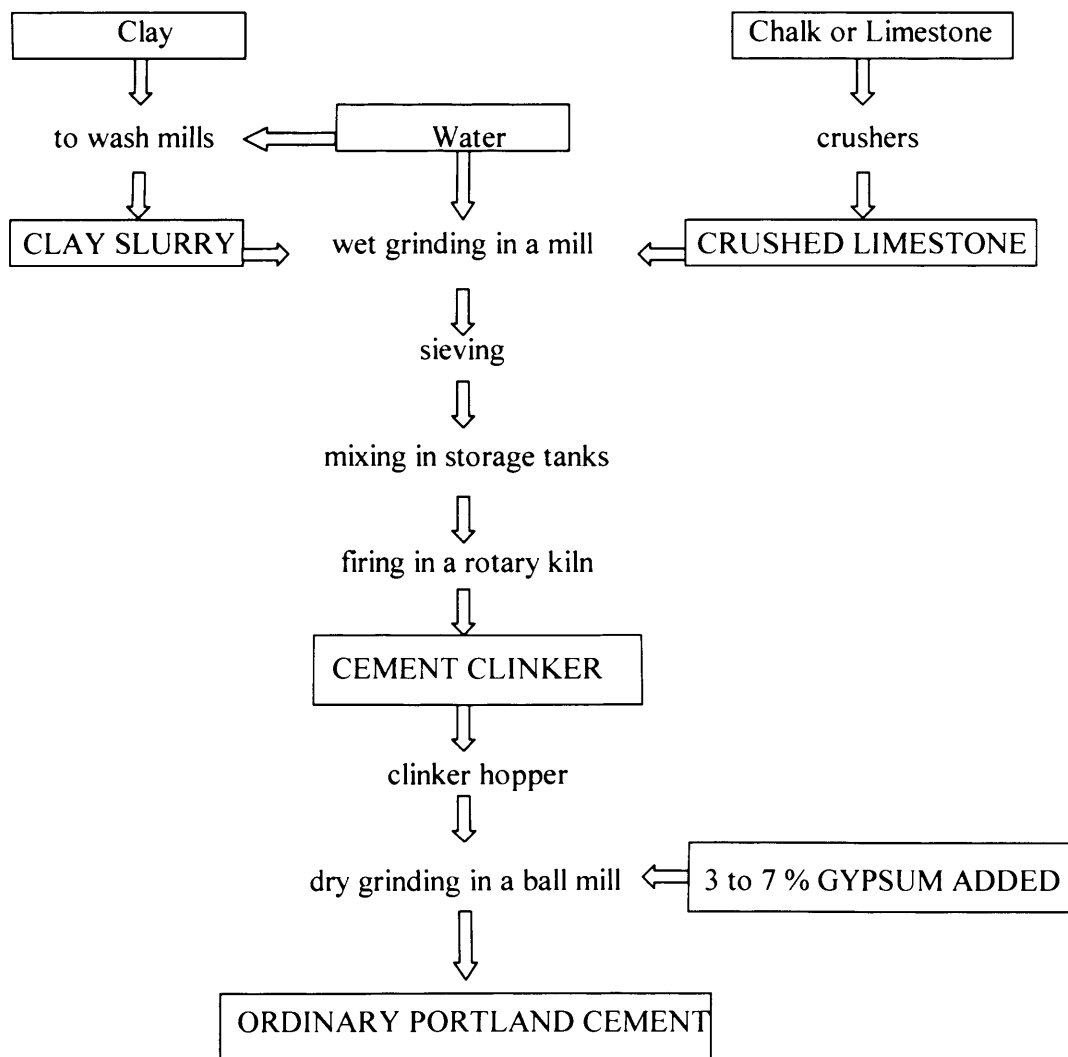 Clay
Chalk or Limestone
to wash mills
Water
crushers
CLAY SLURRY
wet grinding in a mill
CRUSHED LIMESTONE
sieving
mixing in storage tanks
firing in a rotary kiln
CEMENT CLINKER
clinker hopper
dry grinding in a ball mill
3 to 7 % GYPSUM ADDED
ORDINARY PORTLAND CEMENT